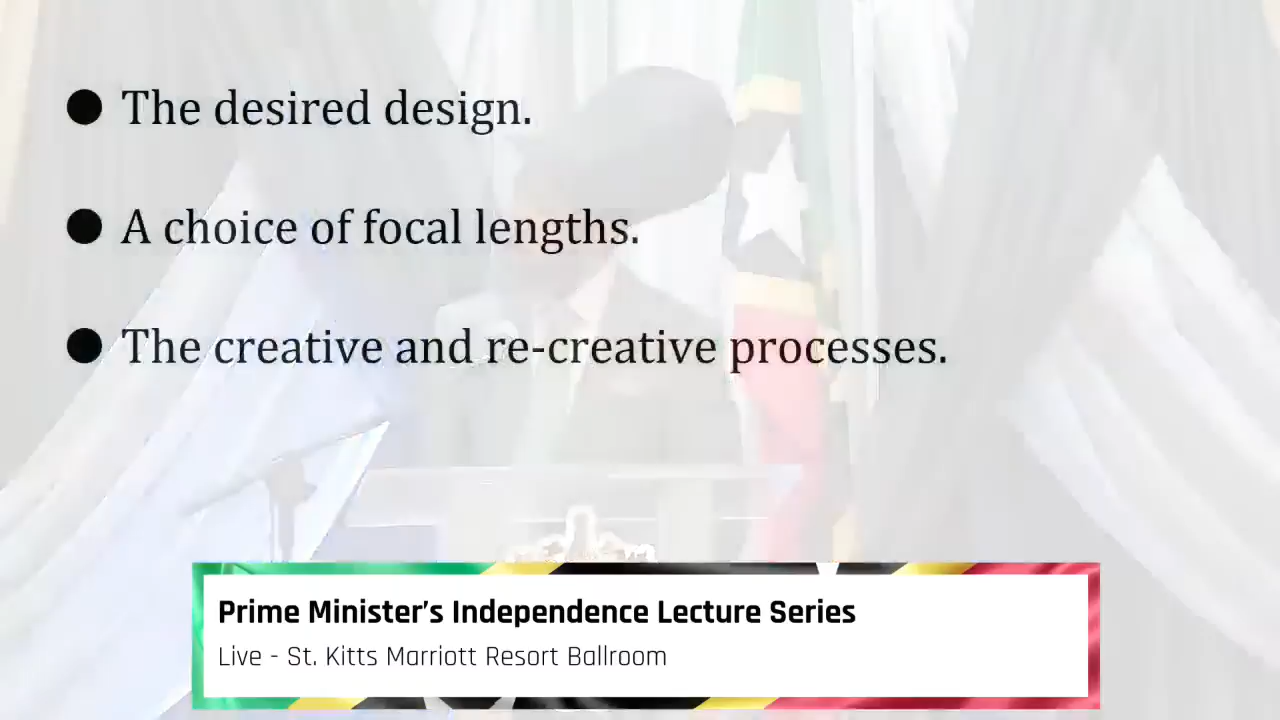 ● The desired design.
● A choice of focal lengths.
● The creative and re-creative processes.
Prime Minister's Independence Lecture Series
Live - St. Kitts Marriott Resort Ballroom